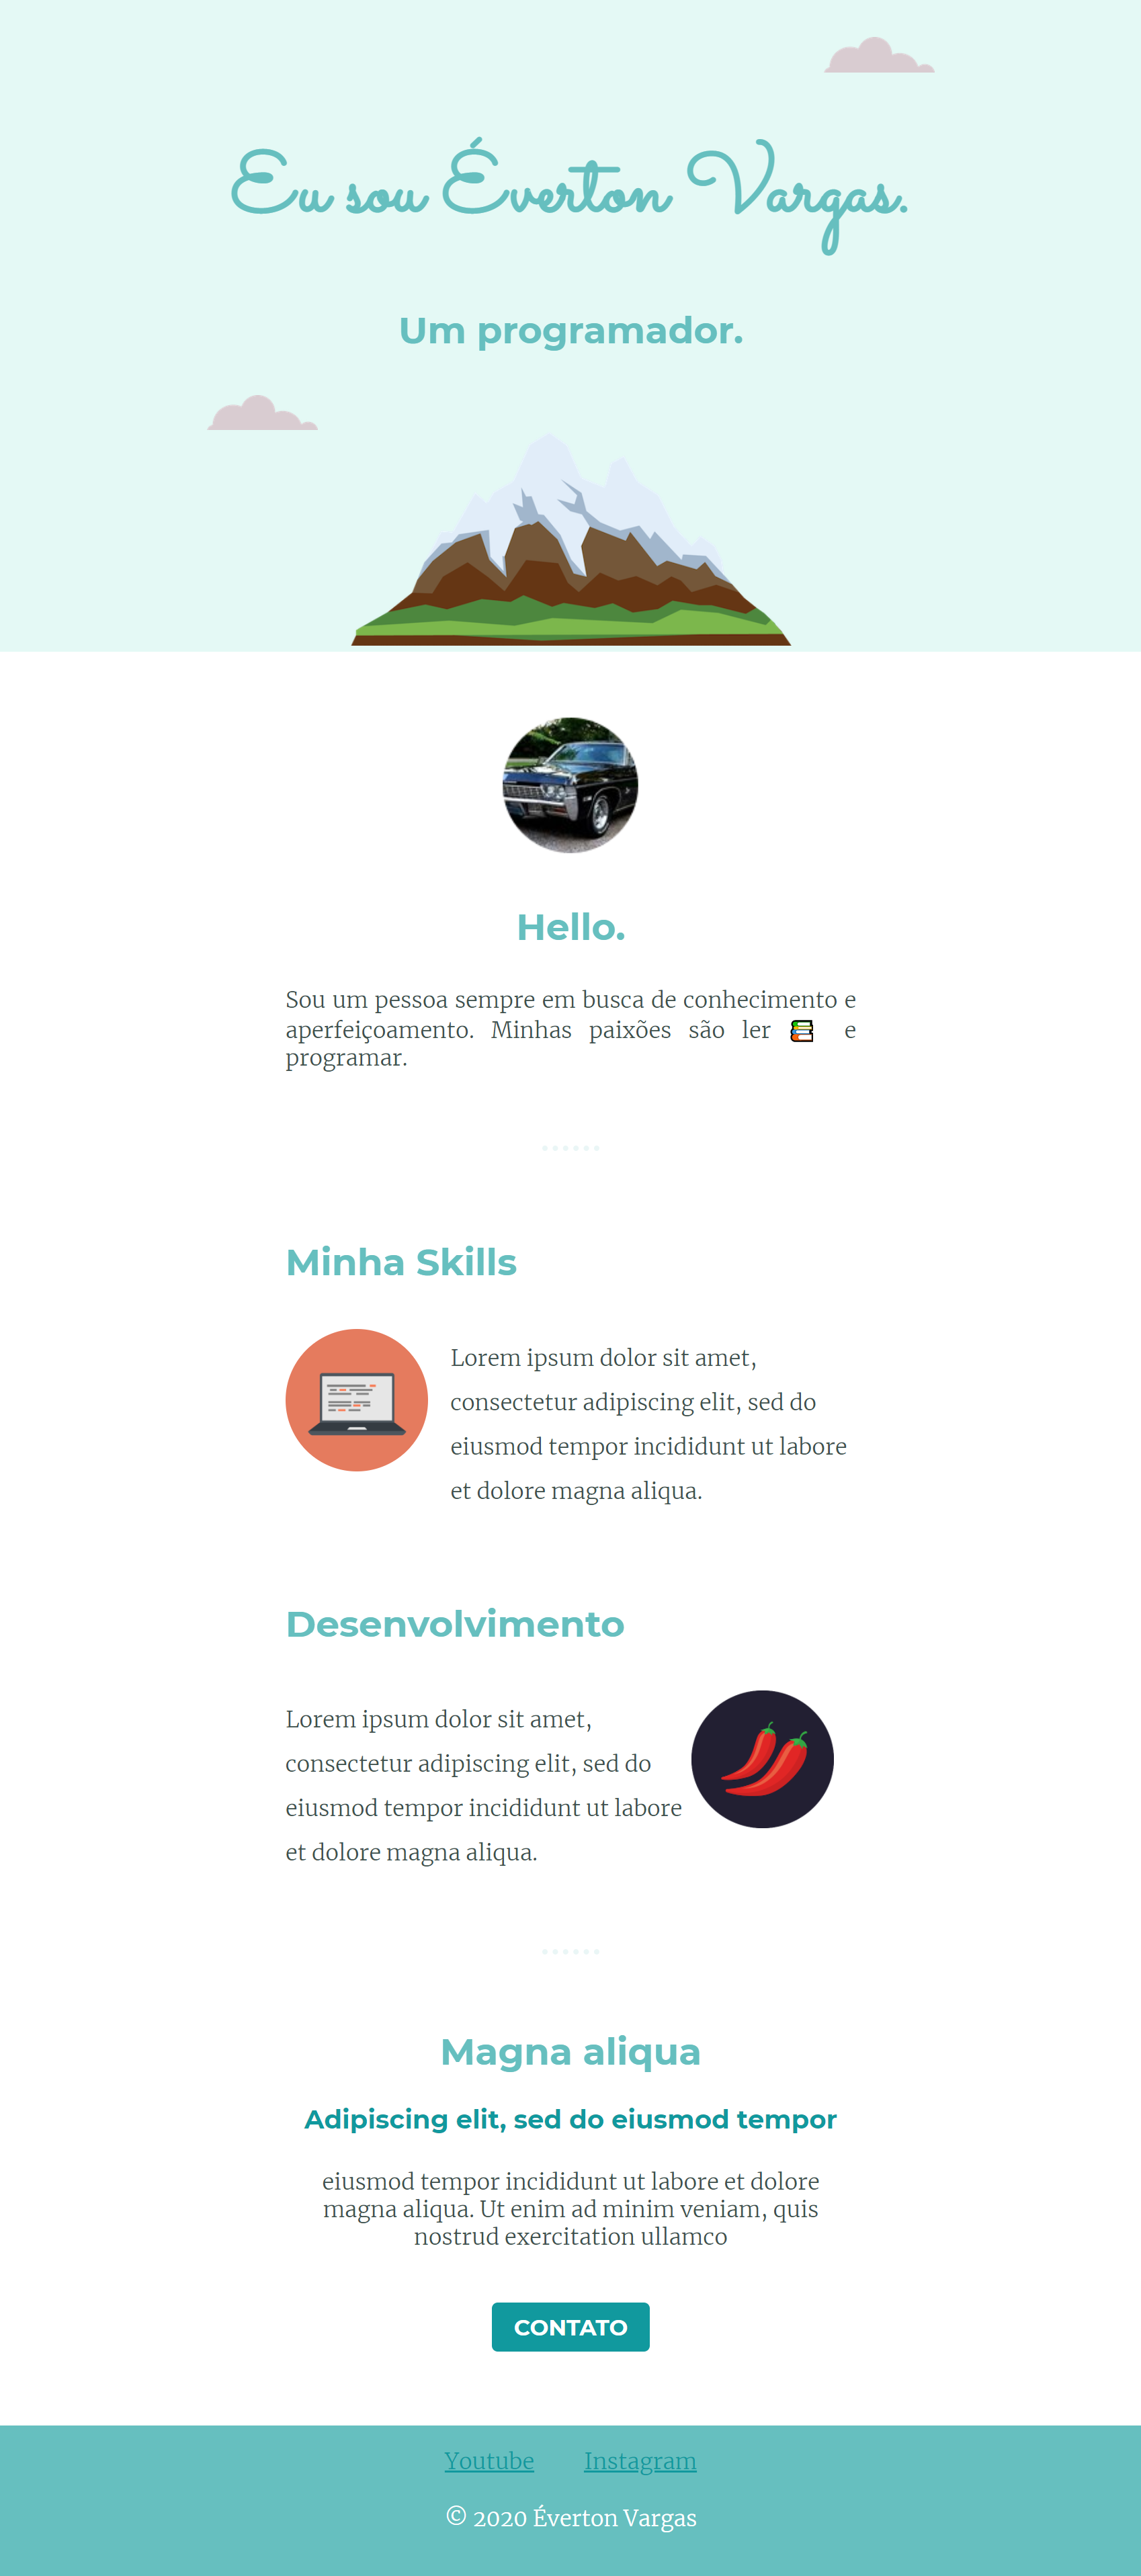 Eu sou Éverton Vargas.
Um programador.
Hello.
Sou um pessoa sempre em busca de conhecimento e
aperfeiçoamento. Minhas paixões são ler 📚 e
programar.
Minha Skills
Lorem ipsum dolor sit amet,
consectetur adipiscing elit, sed do
eiusmod tempor incididunt ut labore
et dolore magna aliqua.
Desenvolvimento
Lorem ipsum dolor sit amet,
consectetur adipiscing elit, sed do
eiusmod tempor incididunt ut labore
et dolore magna aliqua.
Magna aliqua
Adipiscing elit, sed do eiusmod tempor
eiusmod tempor incididunt ut labore et dolore
magna aliqua. Ut enim ad minim veniam, quis
nostrud exercitation ullamco
CONTATO
Youtube Instagram
© 2020 Éverton Vargas